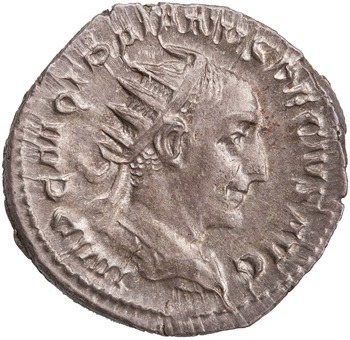 IMP C M Q TRAIANVS DECIVS AVG